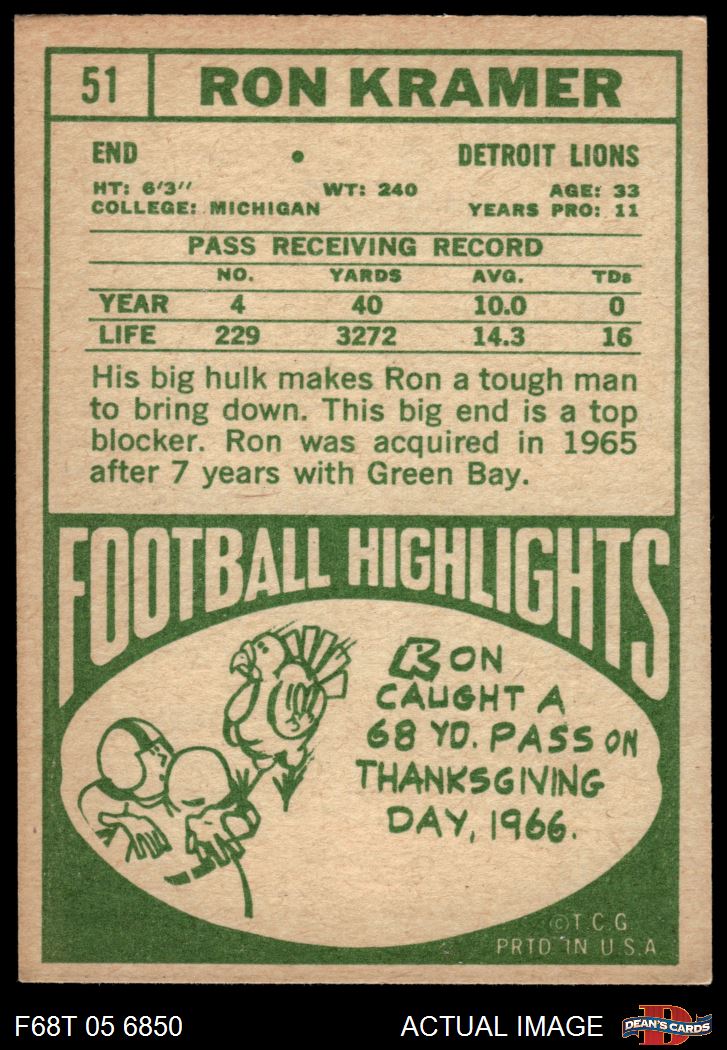 51 RON KRAMER
END • DETROIT LIONS
HT: 6'3" WT: 240 AGE: 33
COLLEGE: MICHIGAN YEARS PRO: 11
PASS RECEIVING RECORD
NO. YARDS AVG. TDs
YEAR 4 40 10.0 0
LIFE 229 3272 14.3 16
His big hulk makes Ron a tough man
to bring down. This big end is a top
blocker. Ron was acquired in 1965
after 7 years with Green Bay.
FOOTBALL HIGHLIGHTS
RON
CAUGHT A
68 YD. PASS ON
THANKSGIVING
DAY, 1966.
©T.C.G.
PRTD IN U.S.A
F68T 05 6850 ACTUAL IMAGE
D
DEAN'S CARDS